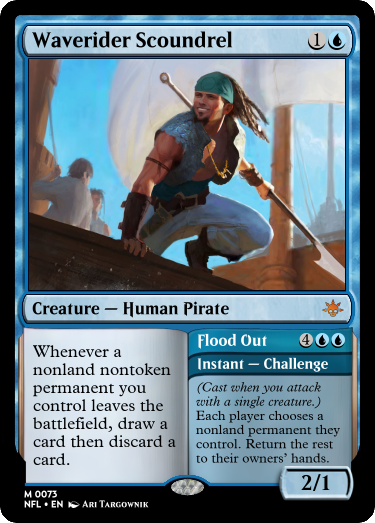 Waverider Scoundrel 1
Creature — Human Pirate
Whenever a
nonland nontoken
permanent you
control leaves the
battlefield, draw a
card then discard a
card.
Flood Out 4
Instant — Challenge
(Cast when you attack
with a single creature.)
Each player chooses a
nonland permanent they
control. Return the rest
to their owners' hands.
2/1
M 0073
NFL • EN Ari Targownik